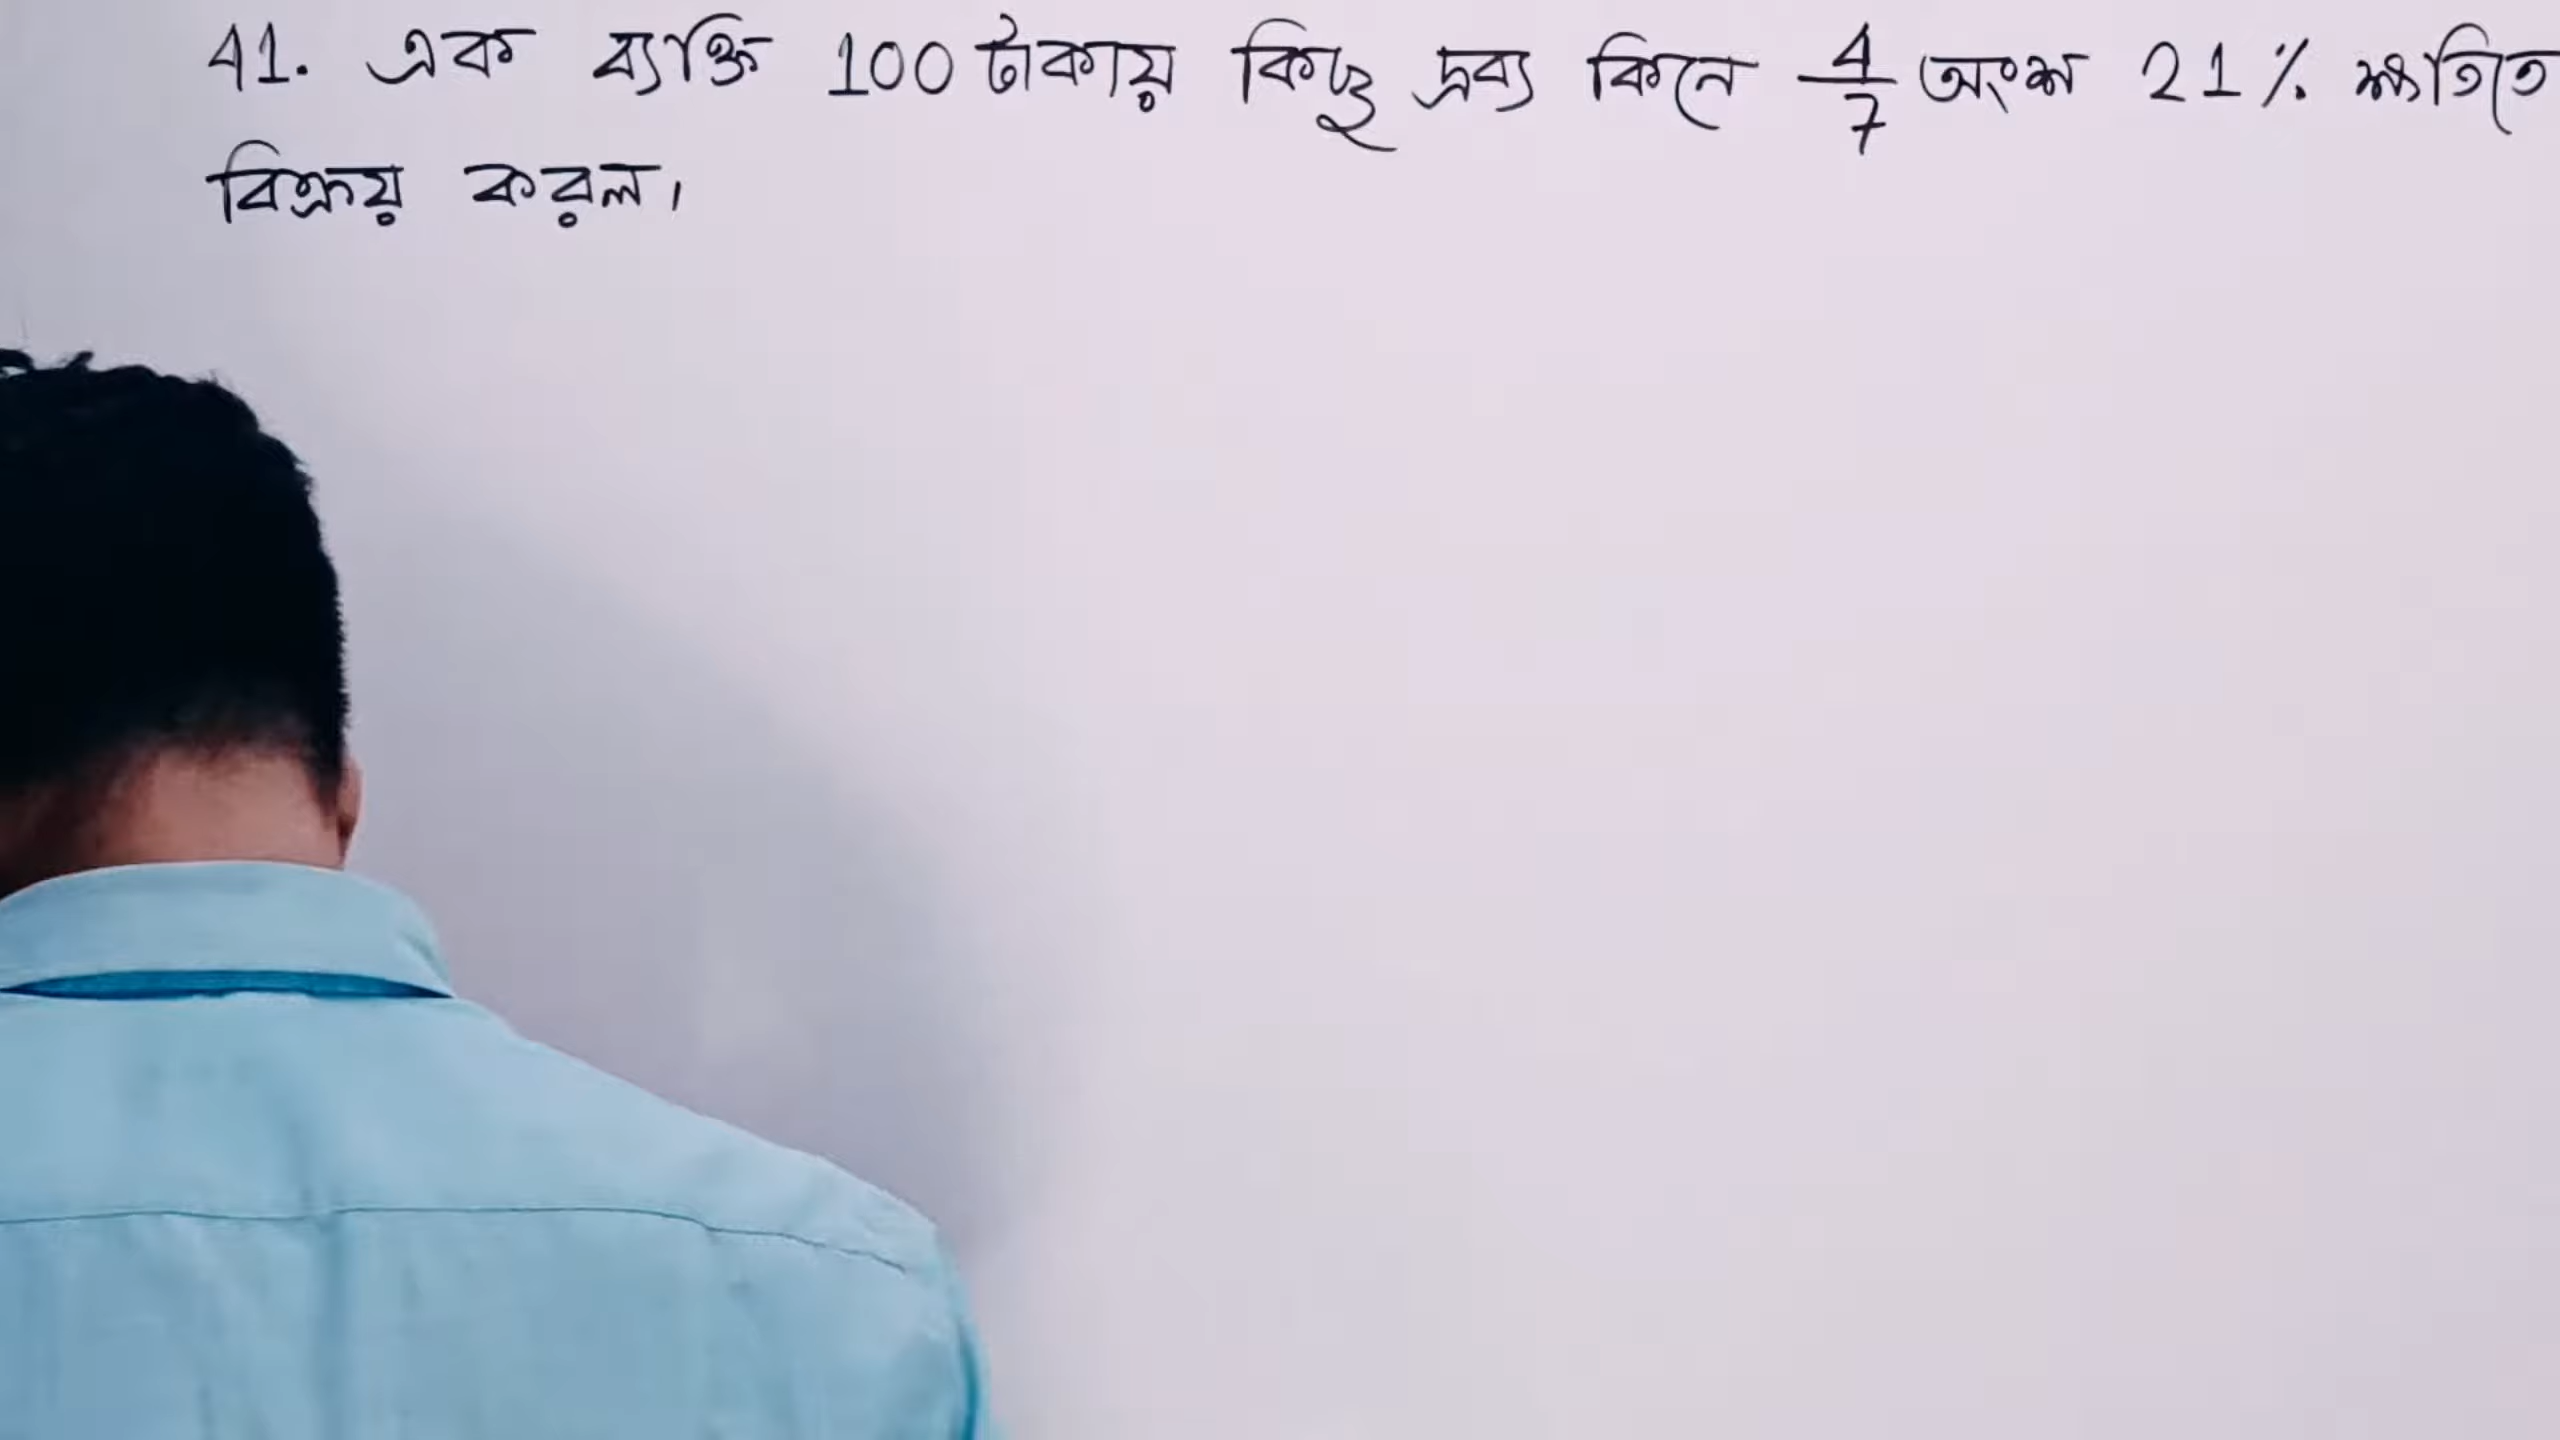 41. এক ব্যক্তি 100 টাকায় কিছু দ্রব্য কিনে 4/7 অংশ 21% ক্ষতিতে
বিক্রয় করল।